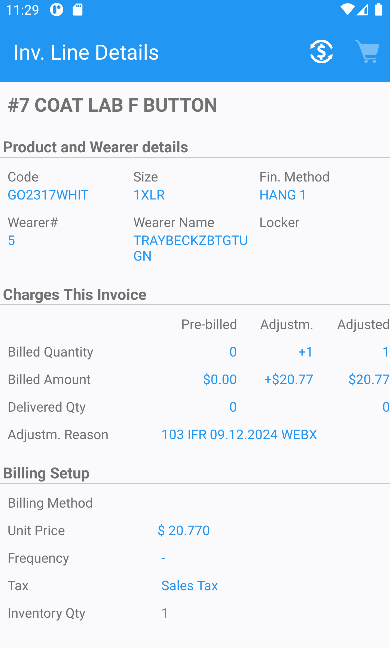 11:29
Inv. Line Details
#7 COAT LAB F BUTTON
Product and Wearer details
Code Size Fin. Method
GO2317WHIT 1XLR HANG 1
Wearer# Wearer Name Locker
5 TRAYBECKZBTGTU
GN
Charges This Invoice
Pre-billed Adjustm. Adjusted
Billed Quantity 0 +1 1
Billed Amount $0.00 +$20.77 $20.77
Delivered Qty 0 0
Adjustm. Reason 103 IFR 09.12.2024 WEBX
Billing Setup
Billing Method
Unit Price $ 20.770
Frequency -
Tax Sales Tax
Inventory Qty 1